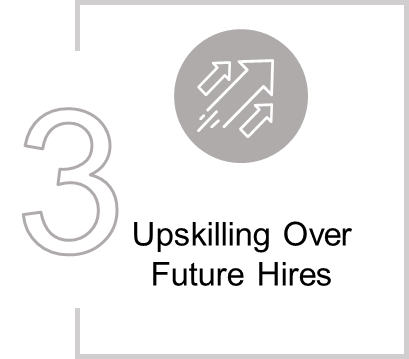 3
Upskilling Over
Future Hires